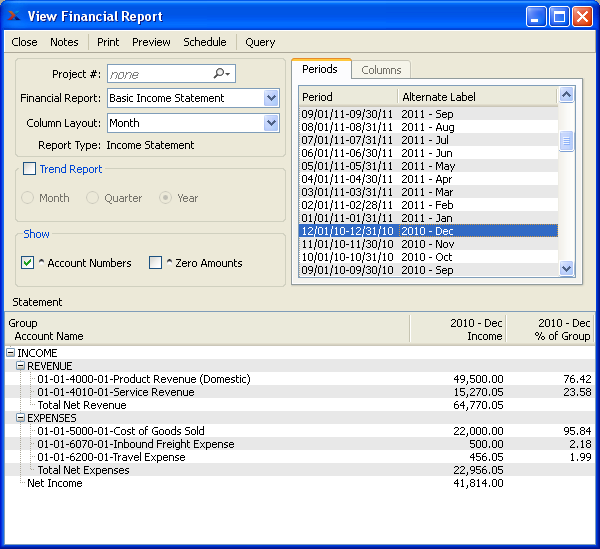 View Financial Report
Close Notes Print Preview Schedule Query
Project #: none
Financial Report: Basic Income Statement
Column Layout: Month
Report Type: Income Statement
Trend Report
Month Quarter Year
Show
^ Account Numbers ^ Zero Amounts
Periods Columns
Period Alternate Label
09/01/11-09/30/11 2011 - Sep
08/01/11-08/31/11 2011 - Aug
07/01/11-07/31/11 2011 - Jul
06/01/11-06/30/11 2011 - Jun
05/01/11-05/31/11 2011 - May
04/01/11-04/30/11 2011 - Apr
03/01/11-03/31/11 2011 - Mar
02/01/11-02/28/11 2011 - Feb
01/01/11-01/31/11 2011 - Jan
12/01/10-12/31/10 2010 - Dec
11/01/10-11/30/10 2010 - Nov
10/01/10-10/31/10 2010 - Oct
09/01/10-09/30/10 2010 - Sep
Statement
Group 2010 - Dec 2010 - Dec
Account Name Income % of Group
INCOME
REVENUE
01-01-4000-01-Product Revenue (Domestic) 49,500.00 76.42
01-01-4010-01-Service Revenue 15,270.05 23.58
Total Net Revenue 64,770.05
EXPENSES
01-01-5000-01-Cost of Goods Sold 22,000.00 95.84
01-01-6070-01-Inbound Freight Expense 500.00 2.18
01-01-6200-01-Travel Expense 456.05 1.99
Total Net Expenses 22,956.05
Net Income 41,814.00